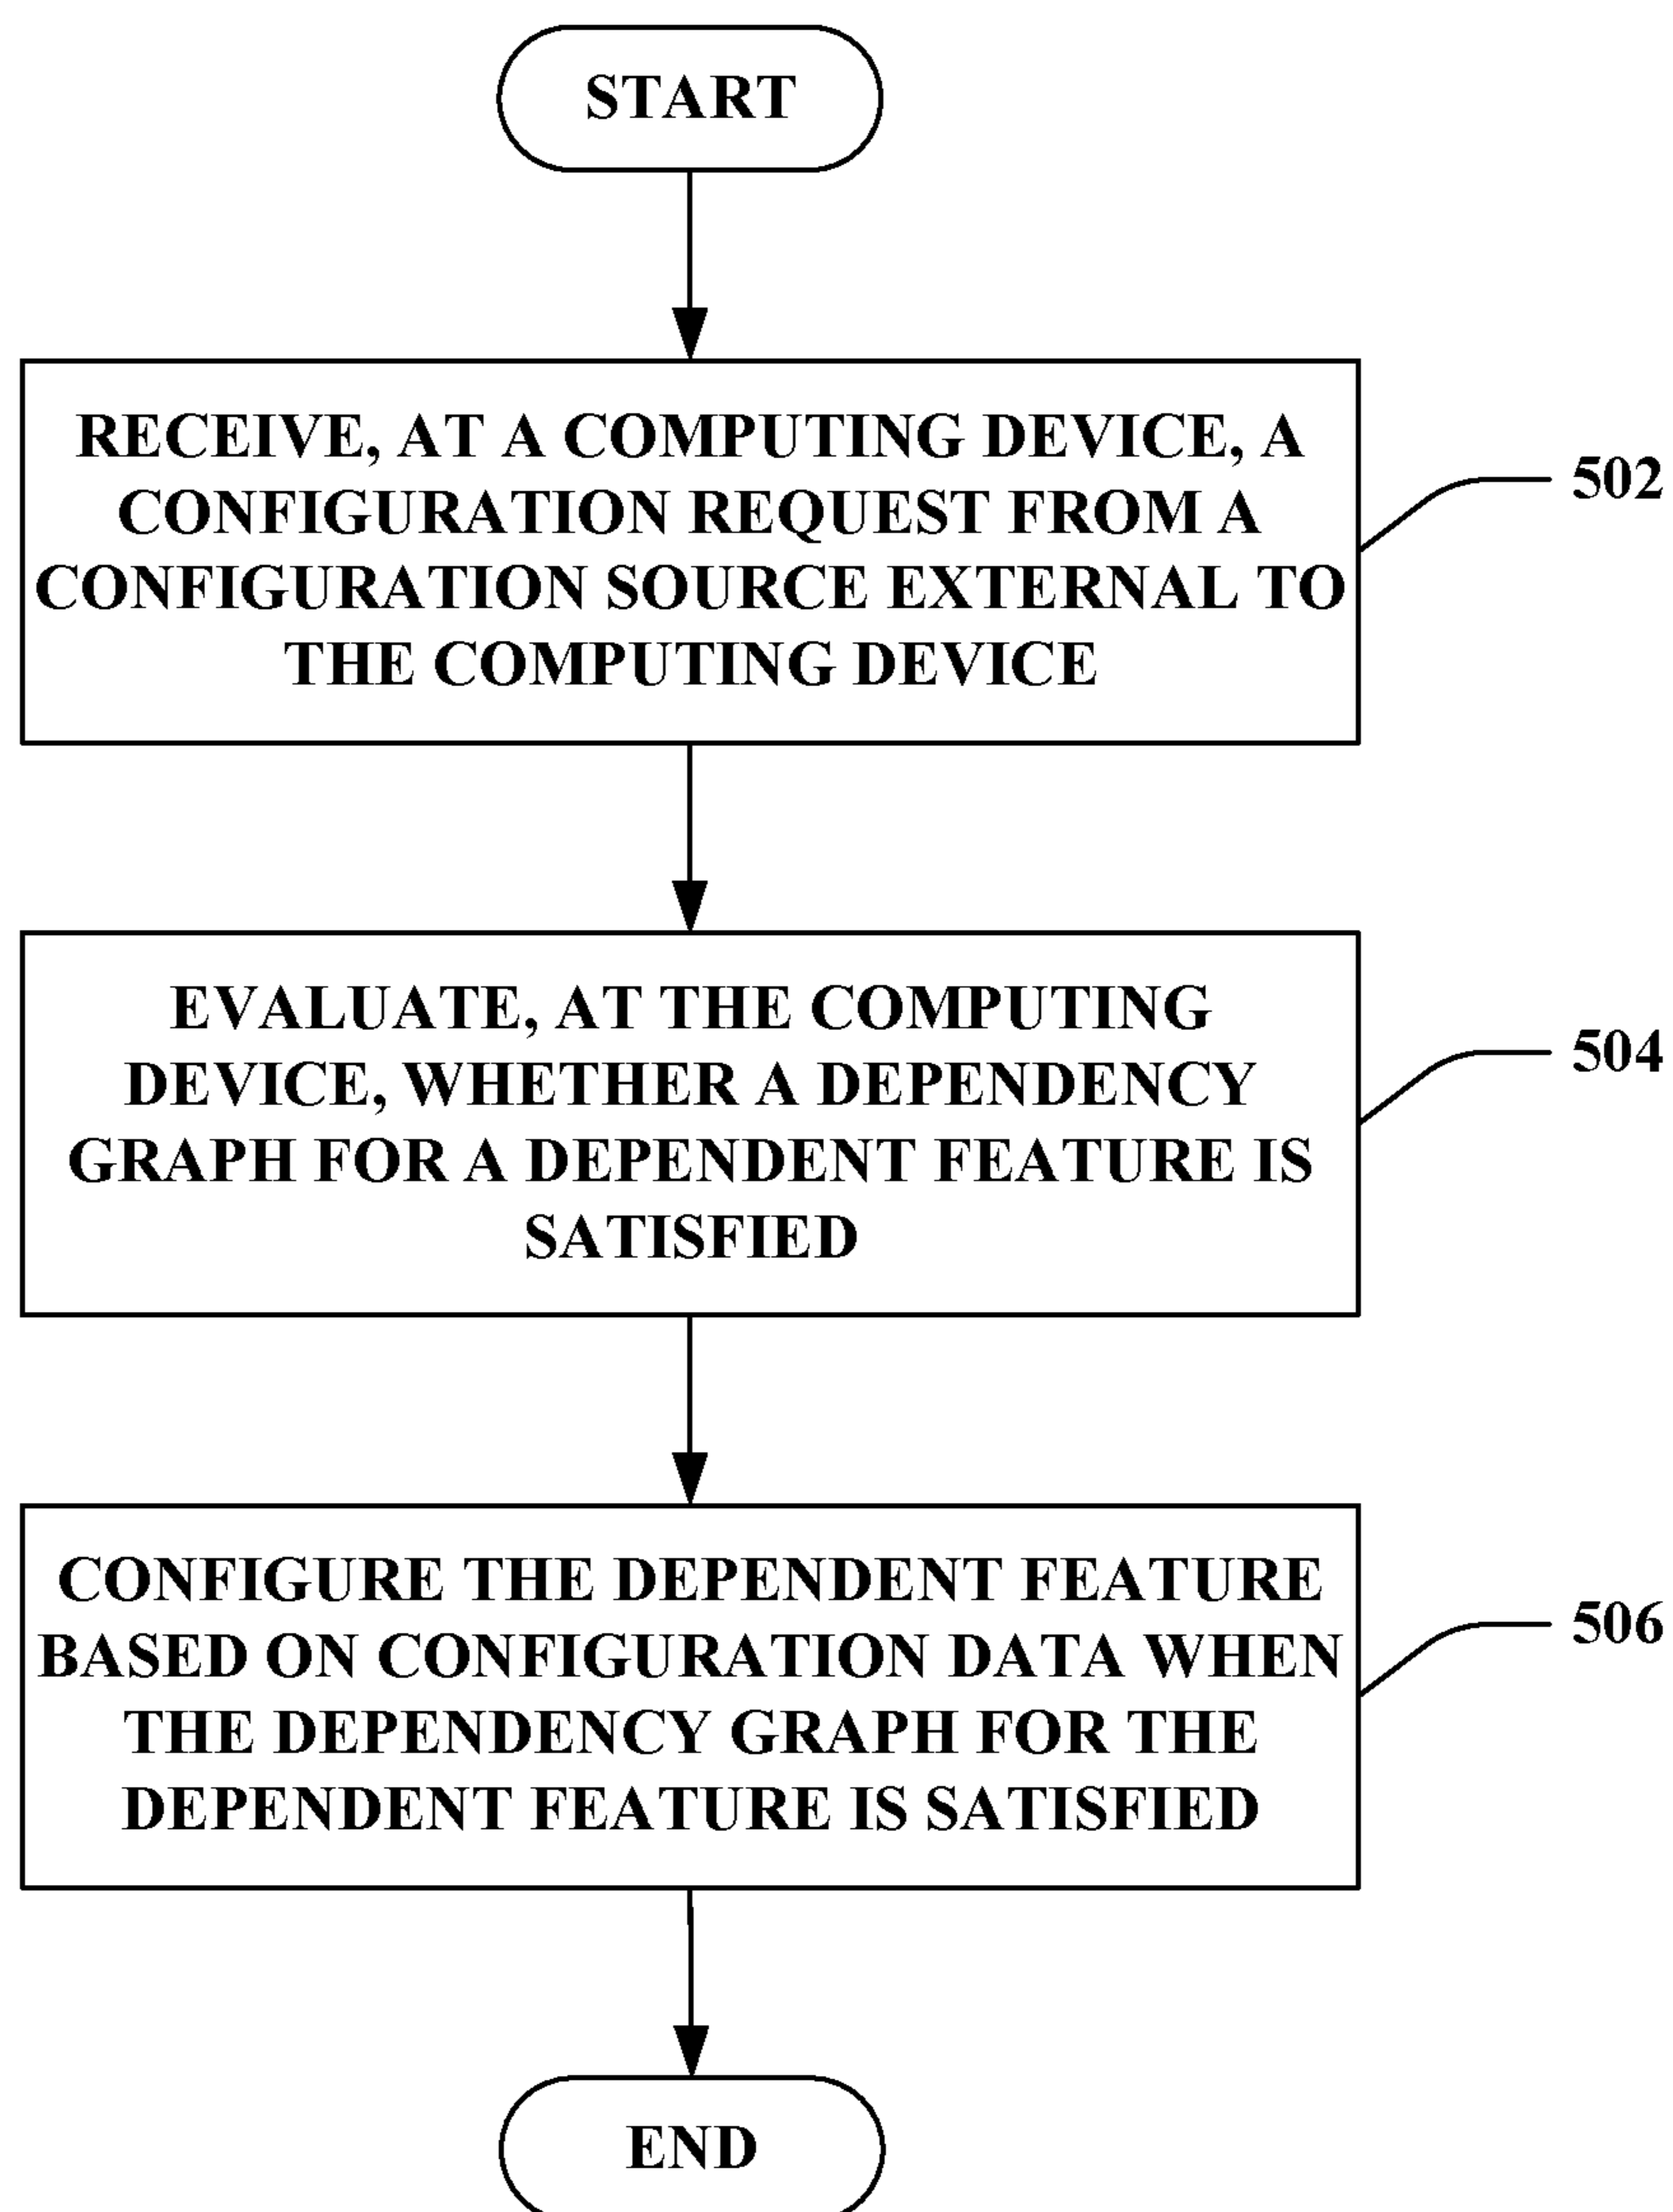 START
RECEIVE, AT A COMPUTING DEVICE, A
CONFIGURATION REQUEST FROM A
CONFIGURATION SOURCE EXTERNAL TO
THE COMPUTING DEVICE
502
EVALUATE, AT THE COMPUTING
DEVICE, WHETHER A DEPENDENCY
GRAPH FOR A DEPENDENT FEATURE IS
SATISFIED
504
CONFIGURE THE DEPENDENT FEATURE
BASED ON CONFIGURATION DATA WHEN
THE DEPENDENCY GRAPH FOR THE
DEPENDENT FEATURE IS SATISFIED
506
END